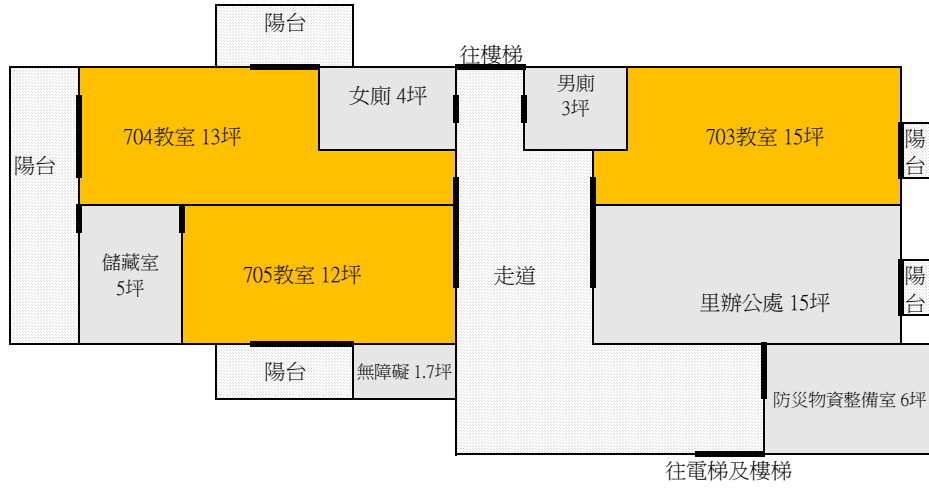 陽台
往樓梯
女廁 4坪
男廁
3坪
704教室 13坪
703教室 15坪
陽台
陽
台
儲藏室
5坪
705教室 12坪
走道
里辦公處 15坪
陽
台
陽台
無障礙 1.7坪
防災物資整備室 6坪
往電梯及樓梯